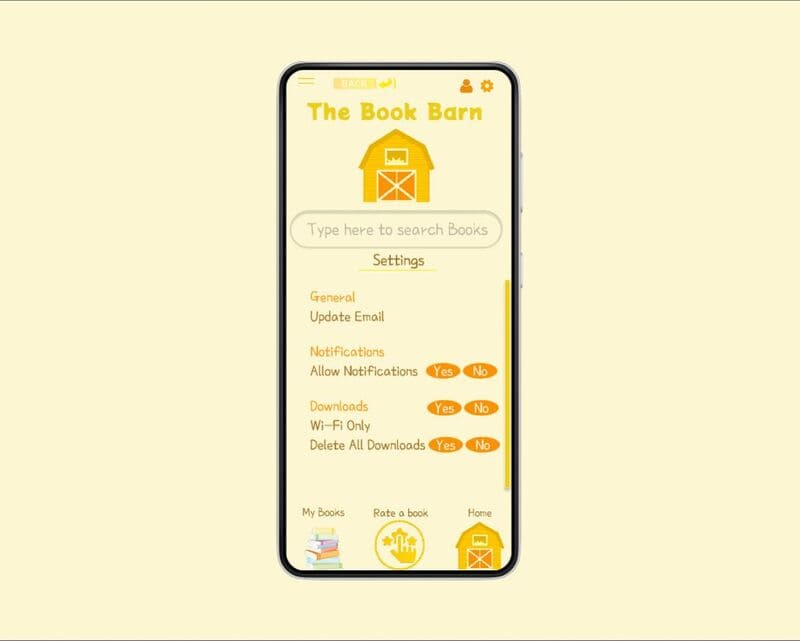 BACK
The Book Barn
Type here to search Books
Settings
General
Update Email
Notifications
Allow Notifications Yes No
Downloads Yes No
Wi-Fi Only
Delete All Downloads Yes No
My Books Rate a book Home